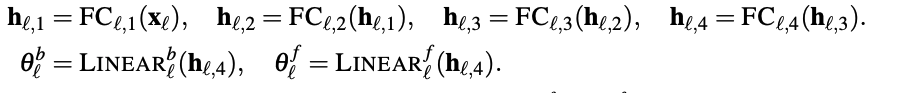 h_{ℓ,1} = FC_{ℓ,1}(x_ℓ), h_{ℓ,2} = FC_{ℓ,2}(h_{ℓ,1}), h_{ℓ,3} = FC_{ℓ,3}(h_{ℓ,2}), h_{ℓ,4} = FC_{ℓ,4}(h_{ℓ,3}).
θ_ℓ^b = LINEAR_ℓ^b(h_{ℓ,4}), θ_ℓ^f = LINEAR_ℓ^f(h_{ℓ,4}).